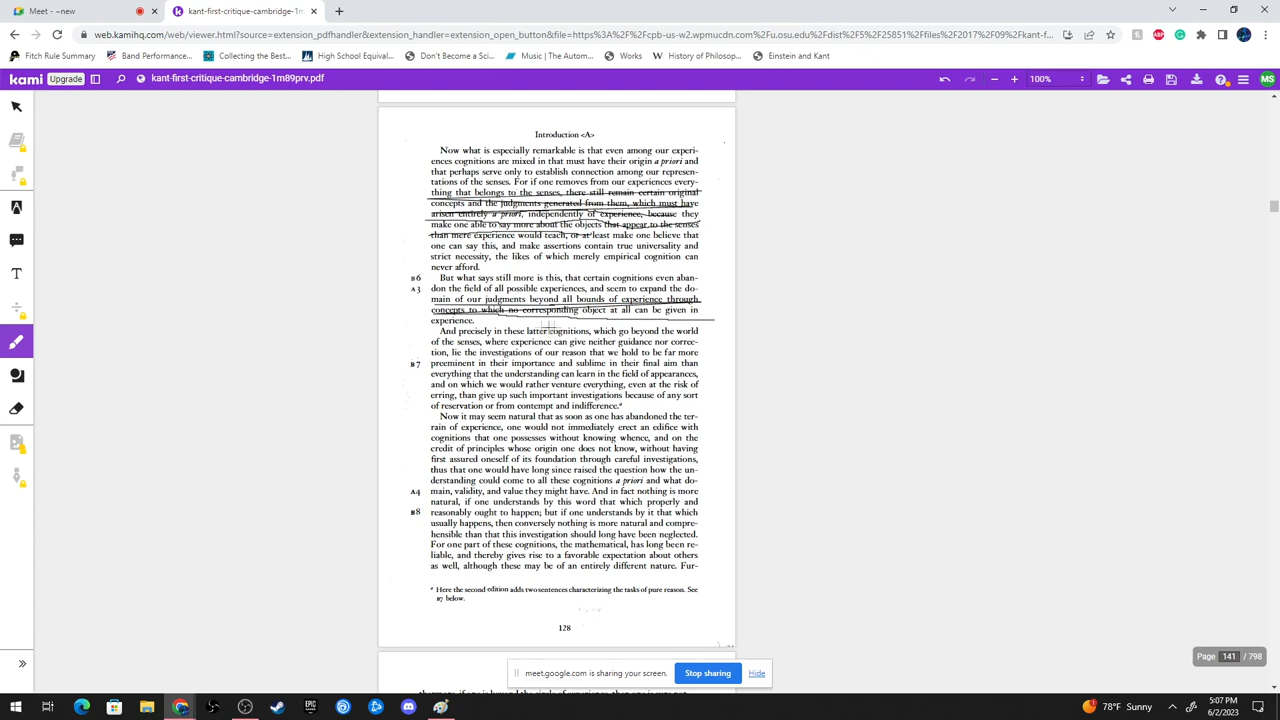 Meet - ~new
kant-first-critique-cambridge-1
web.kamihq.com/web/viewer.html?source=extension_pdfhandler&extension_handler=extension_open_button&file=https%3A%2F%2Fcpb-us-w2.wpmucdn.com%2Fu.osu.edu%2Fdist%2F5%2F25851%2Ffiles%2F2017%2F09%2Fkant-f...
Fitch Rule Summary
Band Performance:...
Collecting the Best...
High School Equival...
Don't Become a Sci...
Music | The Autom...
Works
History of Philosop...
Einstein and Kant
kami
Upgrade
kant-first-critique-cambridge-1m89prv.pdf
100%
MS
Introduction <A>
Now what is especially remarkable is that even among our experi-
ences cognitions are mixed in that must have their origin a priori and
that perhaps serve only to establish connection among our represen-
tations of the senses. For if one removes from our experiences every-
thing that belongs to the senses, there still remain certain original
concepts and the judgments generated from them, which must have
arisen entirely a priori, independently of experience, because they
make one able to say more about the objects that appear to the senses
than mere experience would teach, or at least make one believe that
one can say this, and make assertions contain true universality and
strict necessity, the likes of which merely empirical cognition can
never afford.
B6 But what says still more is this, that certain cognitions even aban-
A3 don the field of all possible experiences, and seem to expand the do-
main of our judgments beyond all bounds of experience through
concepts to which no corresponding object at all can be given in
experience.
And precisely in these latter cognitions, which go beyond the world
of the senses, where experience can give neither guidance nor correc-
tion, lie the investigations of our reason that we hold to be far more
B7 preeminent in their importance and sublime in their final aim than
everything that the understanding can learn in the field of appearances,
and on which we would rather venture everything, even at the risk of
erring, than give up such important investigations because of any sort
of reservation or from contempt and indifference.a
Now it may seem natural that as soon as one has abandoned the ter-
rain of experience, one would not immediately erect an edifice with
cognitions that one possesses without knowing whence, and on the
credit of principles whose origin one does not know, without having
first assured oneself of its foundation through careful investigations,
thus that one would have long since raised the question how the un-
derstanding could come to all these cognitions a priori and what do-
A4 main, validity, and value they might have. And in fact nothing is more
natural, if one understands by this word that which properly and
B8 reasonably ought to happen; but if one understands by it that which
usually happens, then conversely nothing is more natural and compre-
hensible than that this investigation should long have been neglected.
For one part of these cognitions, the mathematical, has long been re-
liable, and thereby gives rise to a favorable expectation about others
as well, although these may be of an entirely different nature. Fur-
a Here the second edition adds two sentences characterizing the tasks of pure reason. See
B7 below.
128
Page 141 / 798
meet.google.com is sharing your screen.
Stop sharing
Hide
78°F Sunny
5:07 PM
6/2/2023